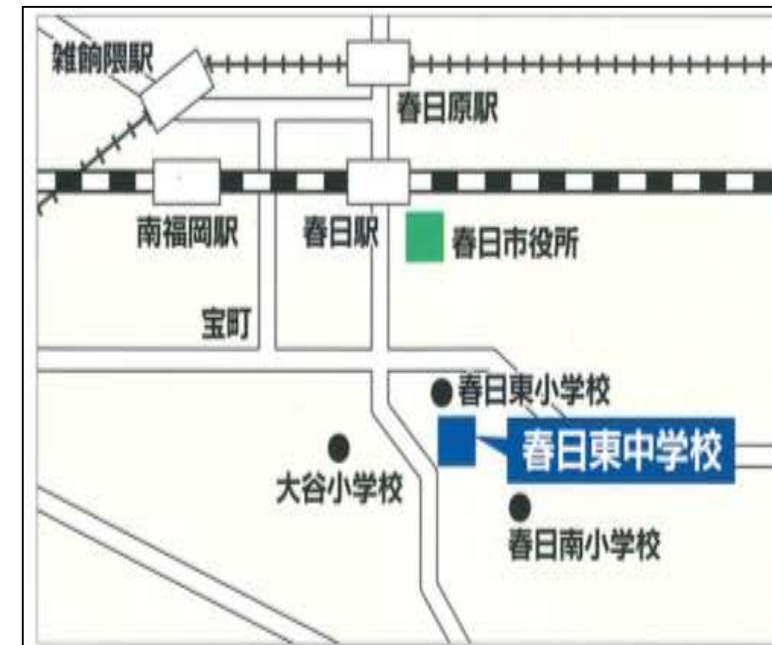 雑餉隈駅
春日原駅
南福岡駅
春日駅
春日市役所
宝町
春日東小学校
春日東中学校
大谷小学校
春日南小学校